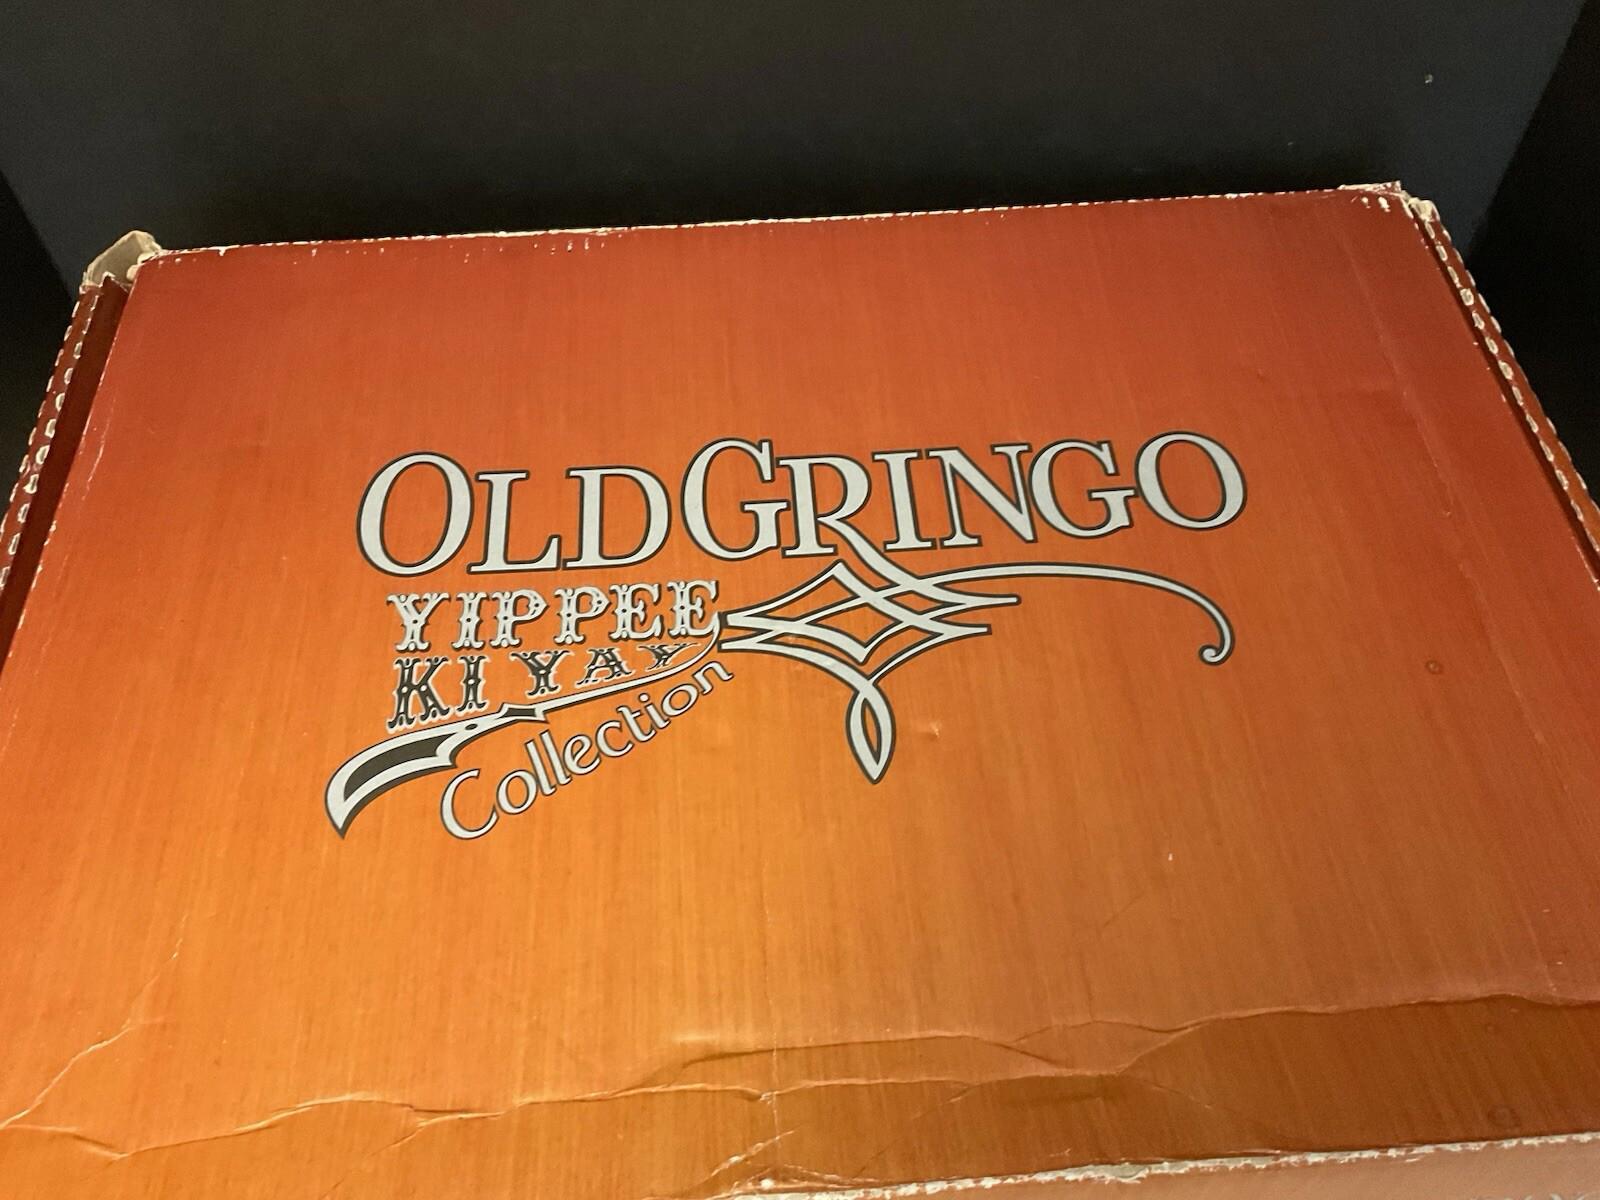 OLD GRINGO
YIPPEE
KI YAY
Collection